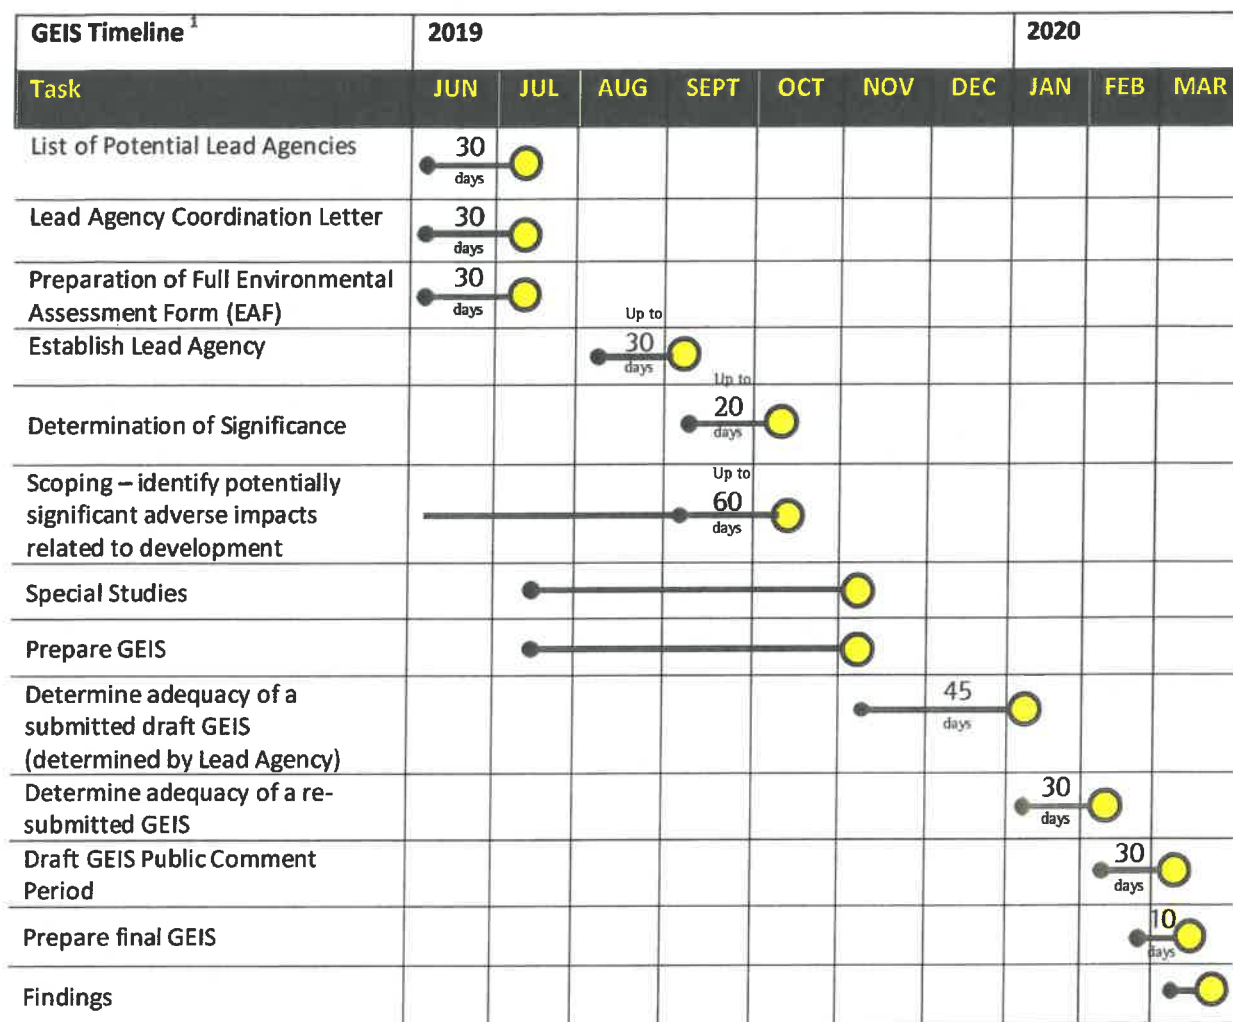 GEIS Timeline 1 2019 2020
Task JUN JUL AUG SEPT OCT NOV DEC JAN FEB MAR
List of Potential Lead Agencies 30
days
Lead Agency Coordination Letter 30
days
Preparation of Full Environmental 30
Assessment Form (EAF) days
Up to
Establish Lead Agency 30
days
Up to
20
Determination of Significance days
Up to
Scoping – identify potentially
significant adverse impacts 60
related to development days
Special Studies
Prepare GEIS
Determine adequacy of a 45
submitted draft GEIS days
(determined by Lead Agency)
Determine adequacy of a re- 30
submitted GEIS days
Draft GEIS Public Comment 30
Period days
Prepare final GEIS 10
days
Findings